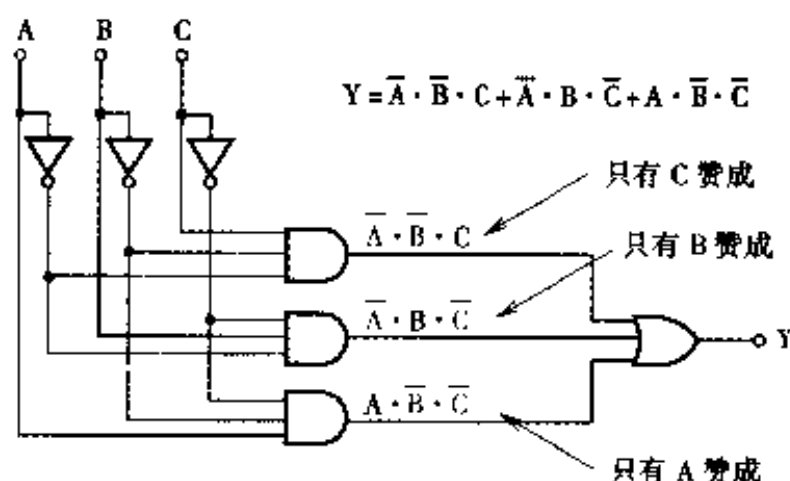 A B C
Y = A̅ · B̅ · C + A̅ · B · C̅ + A · B̅ · C̅
只有 C 赞成
A̅ · B̅ · C
只有 B 赞成
A̅ · B · C̅
Y
A · B̅ · C̅
只有 A 赞成